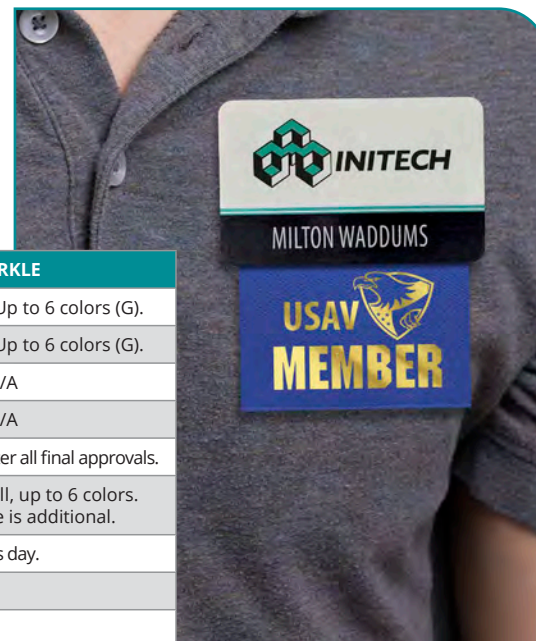 INITECH
MILTON WADDUMS
USAV
MEMBER
RKLE
Up to 6 colors (G).
Up to 6 colors (G).
/A
/A
er all final approvals.
ll, up to 6 colors.
e is additional.
s day.